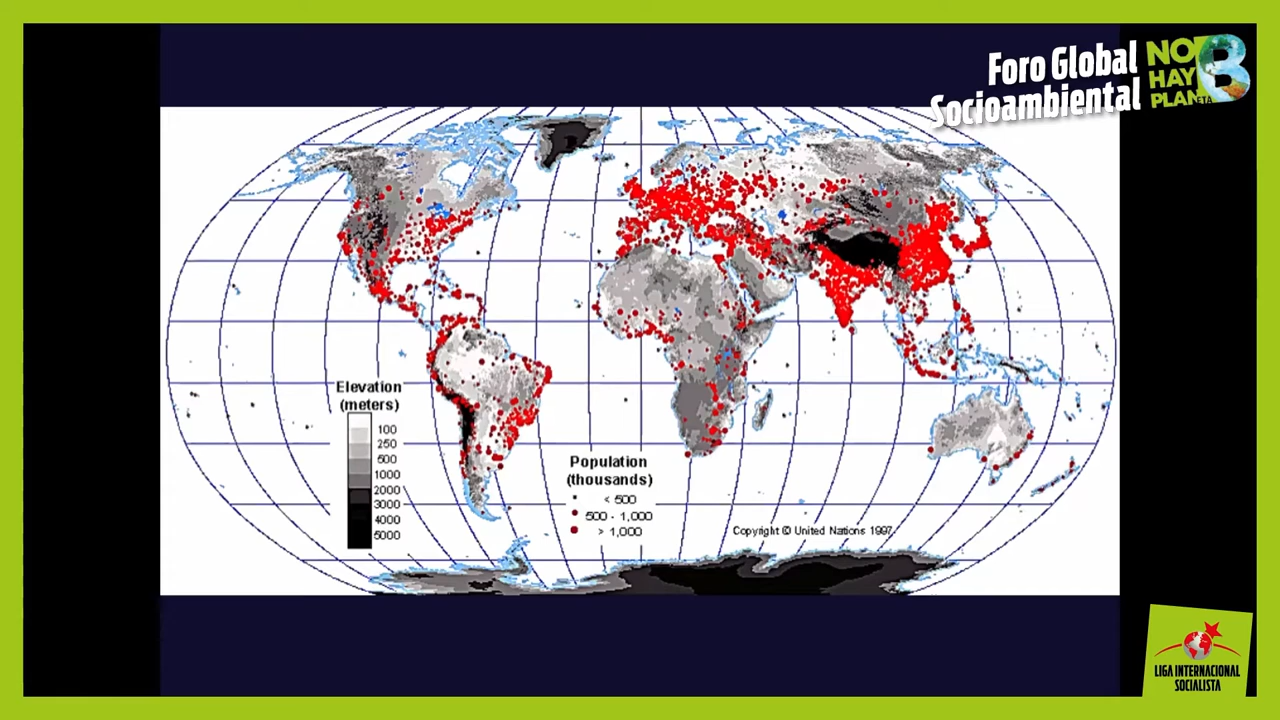 Foro Global
Socioambiental
NO
HAY
PLAN
ETA
B
Elevation
(meters)
100
250
500
1000
2000
3000
4000
5000
Population
(thousands)
< 500
500 - 1,000
> 1,000
Copyright © United Nations 1997
LIGA INTERNACIONAL
SOCIALISTA